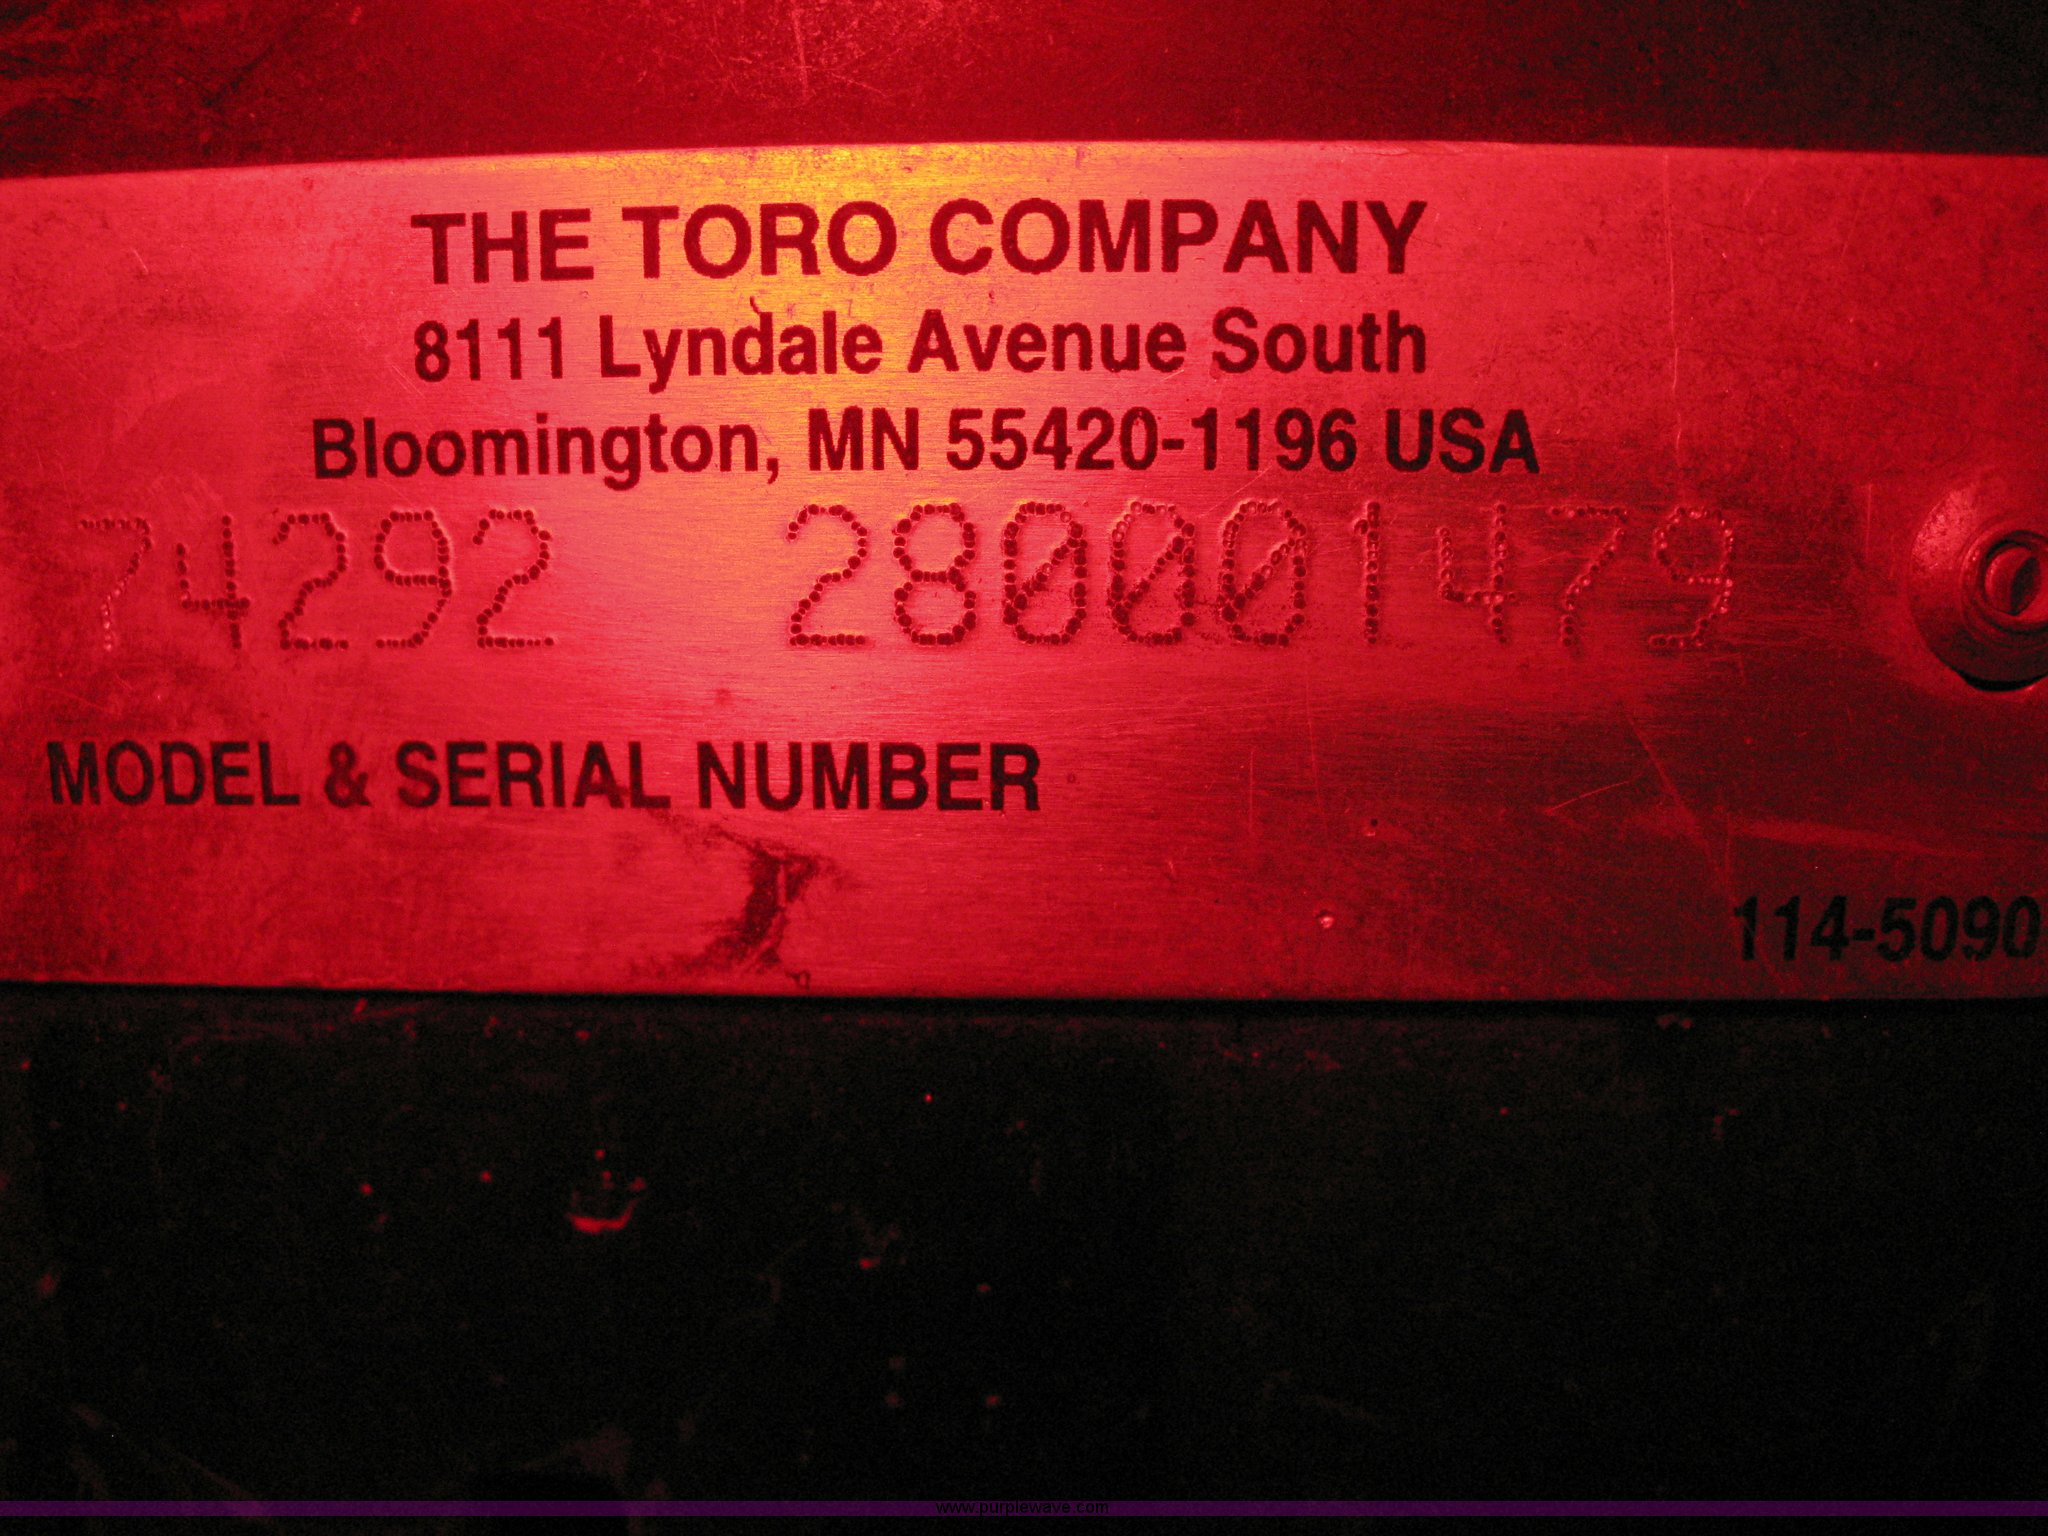 THE TORO COMPANY
8111 Lyndale Avenue South
Bloomington, MN 55420-1196 USA
74292 280001479
MODEL & SERIAL NUMBER
114-5090
www.purplewave.com